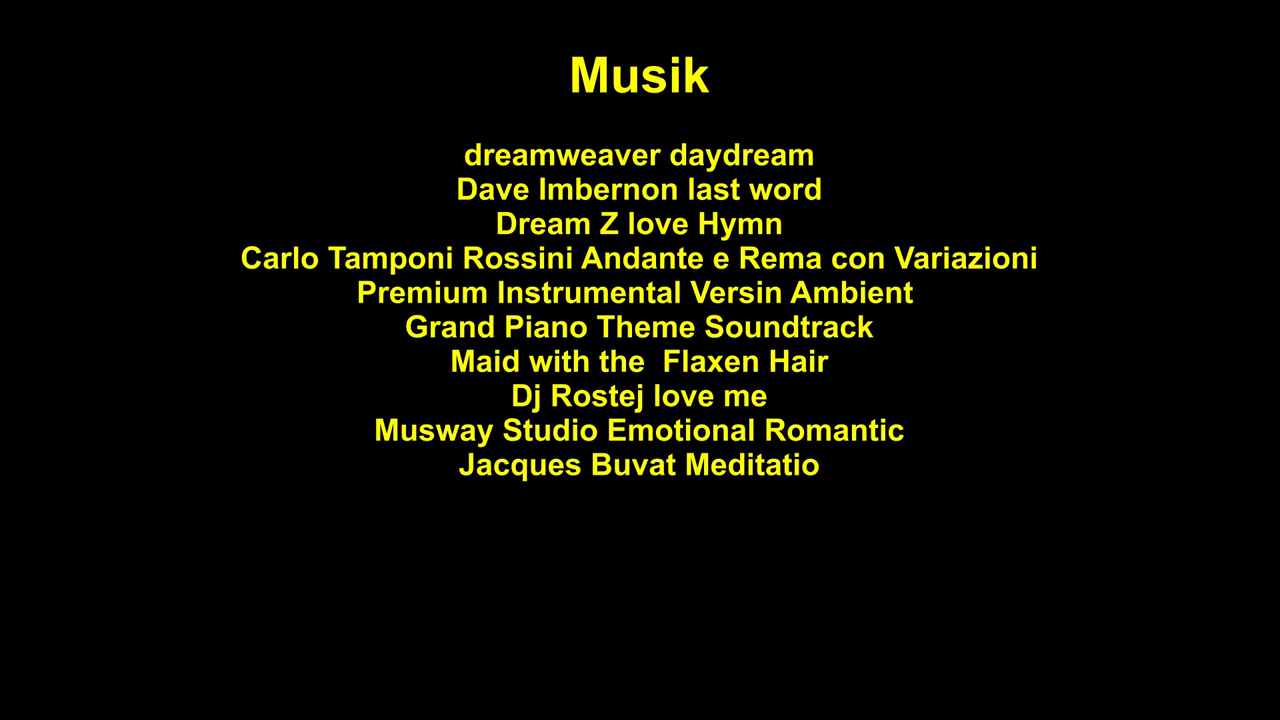 Musik
dreamweaver daydream
Dave Imbernon last word
Dream Z love Hymn
Carlo Tamponi Rossini Andante e Rema con Variazioni
Premium Instrumental Versin Ambient
Grand Piano Theme Soundtrack
Maid with the  Flaxen Hair
Dj Rostej love me
Musway Studio Emotional Romantic
Jacques Buvat Meditatio